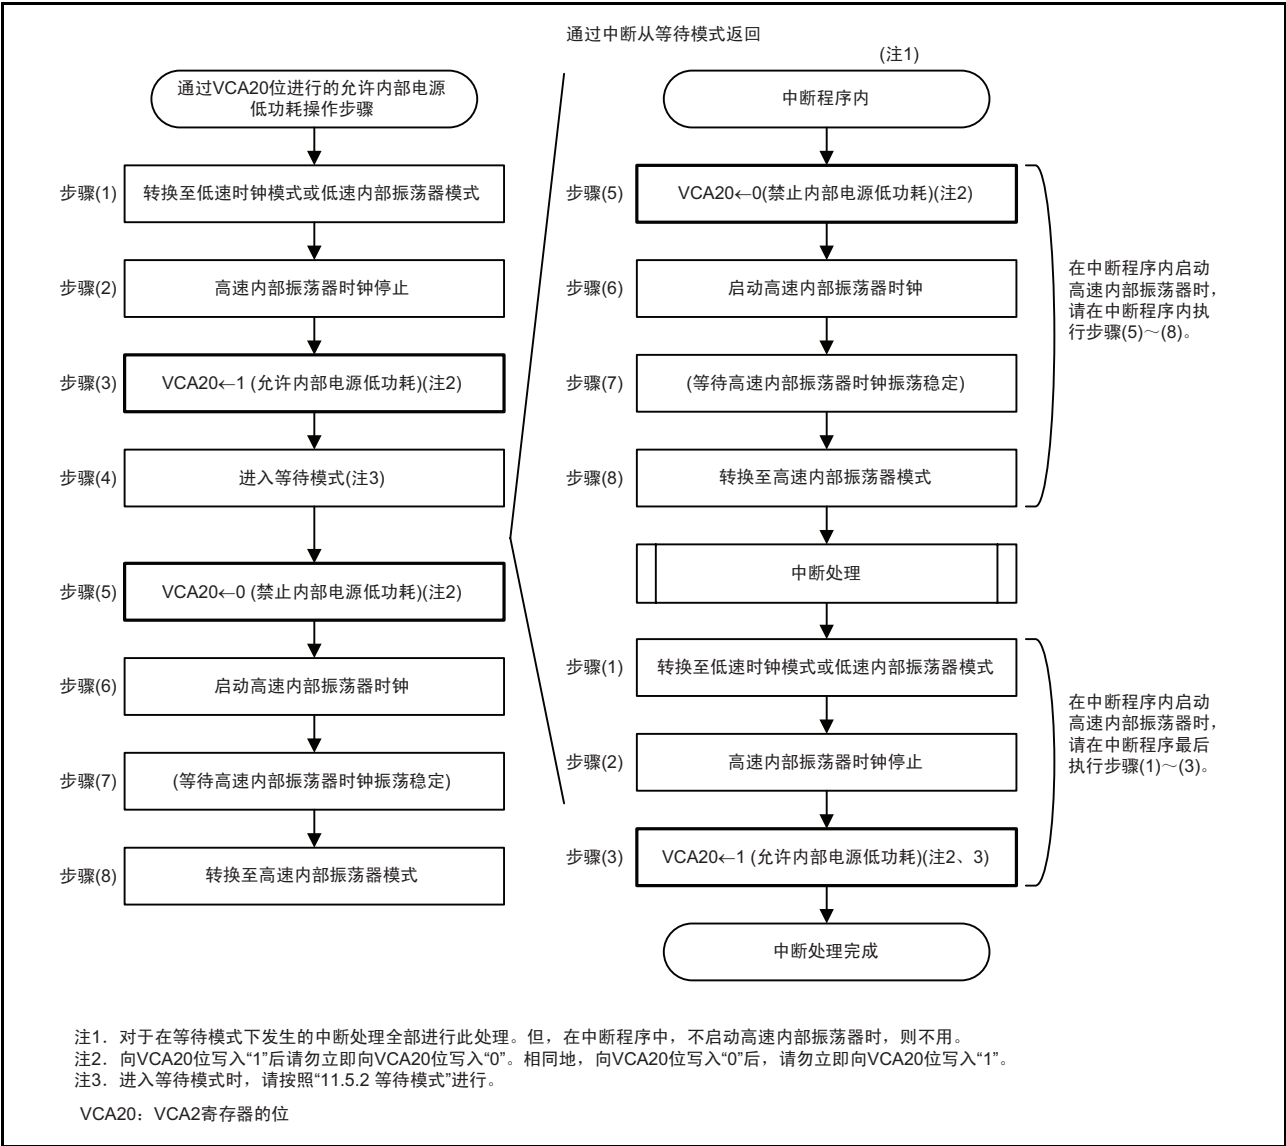 通过VCA20位进行的允许内部电源
低功耗操作步骤
步骤(1) 转换至低速时钟模式或低速内部振荡器模式
步骤(2) 高速内部振荡器时钟停止
步骤(3) VCA20←1 (允许内部电源低功耗)(注2)
步骤(4) 进入等待模式(注3)
步骤(5) VCA20←0 (禁止内部电源低功耗)(注2)
步骤(6) 启动高速内部振荡器时钟
步骤(7) (等待高速内部振荡器时钟振荡稳定)
步骤(8) 转换至高速内部振荡器模式
通过中断从等待模式返回
(注1)
中断程序内
步骤(5) VCA20←0(禁止内部电源低功耗)(注2)
步骤(6) 启动高速内部振荡器时钟
步骤(7) (等待高速内部振荡器时钟振荡稳定)
步骤(8) 转换至高速内部振荡器模式
在中断程序内启动
高速内部振荡器时，
请在中断程序内执
行步骤(5)～(8)。
中断处理
步骤(1) 转换至低速时钟模式或低速内部振荡器模式
步骤(2) 高速内部振荡器时钟停止
步骤(3) VCA20←1 (允许内部电源低功耗)(注2、3)
在中断程序内启动
高速内部振荡器时，
请在中断程序最后
执行步骤(1)～(3)。
中断处理完成
注1．对于在等待模式下发生的中断处理全部进行此处理。但，在中断程序中，不启动高速内部振荡器时，则不用。
注2．向VCA20位写入“1”后请勿立即向VCA20位写入“0”。相同地，向VCA20位写入“0”后，请勿立即向VCA20位写入“1”。
注3．进入等待模式时，请按照“11.5.2 等待模式”进行。
VCA20：VCA2寄存器的位